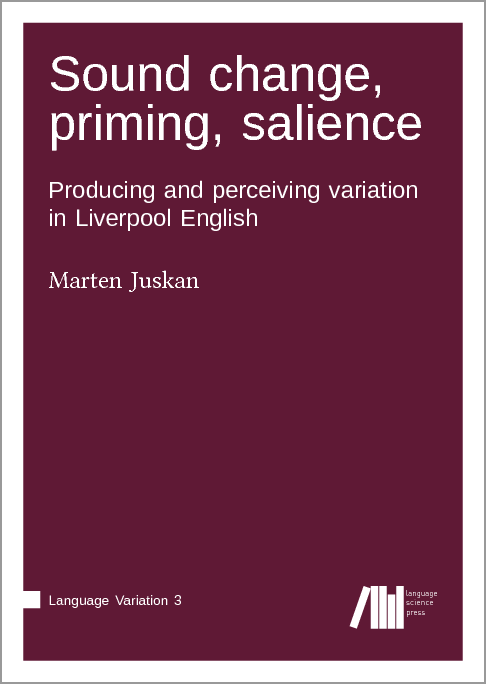 Sound change,
priming, salience
Producing and perceiving variation
in Liverpool English
Marten Juskan
Language Variation 3
language
science
press